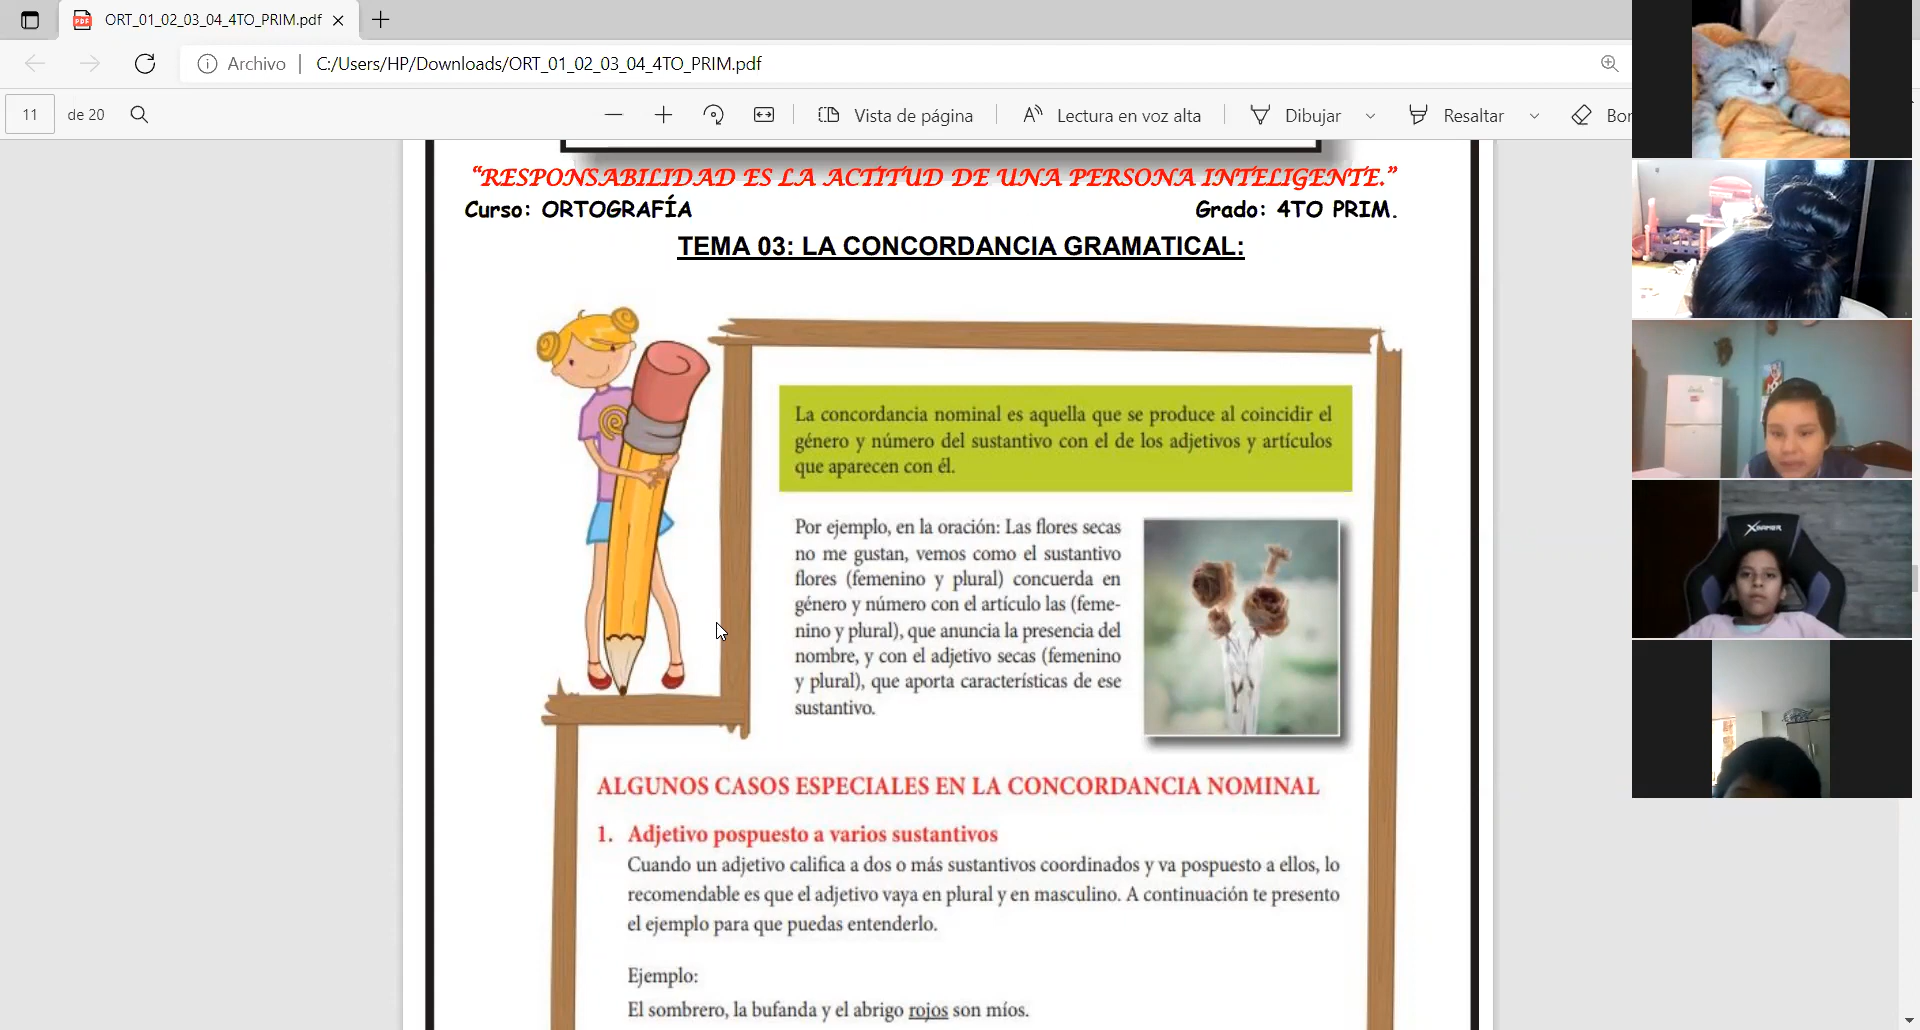 ORT_01_02_03_04_4TO_PRIM.pdf
Archivo | C:/Users/HP/Downloads/ORT_01_02_03_04_4TO_PRIM.pdf
11 de 20 Vista de página Lectura en voz alta Dibujar Resaltar Bor
“RESPONSABILIDAD ES LA ACTITUD DE UNA PERSONA INTELIGENTE.”
Curso: ORTOGRAFÍA Grado: 4TO PRIM.
TEMA 03: LA CONCORDANCIA GRAMATICAL:
La concordancia nominal es aquella que se produce al coincidir el
género y número del sustantivo con el de los adjetivos y artículos
que aparecen con él.
Por ejemplo, en la oración: Las flores secas
no me gustan, vemos como el sustantivo
flores (femenino y plural) concuerda en
género y número con el artículo las (feme-
nino y plural), que anuncia la presencia del
nombre, y con el adjetivo secas (femenino
y plural), que aporta características de ese
sustantivo.
ALGUNOS CASOS ESPECIALES EN LA CONCORDANCIA NOMINAL
1. Adjetivo pospuesto a varios sustantivos
Cuando un adjetivo califica a dos o más sustantivos coordinados y va pospuesto a ellos, lo
recomendable es que el adjetivo vaya en plural y en masculino. A continuación te presento
el ejemplo para que puedas entenderlo.
Ejemplo:
El sombrero, la bufanda y el abrigo rojos son míos.